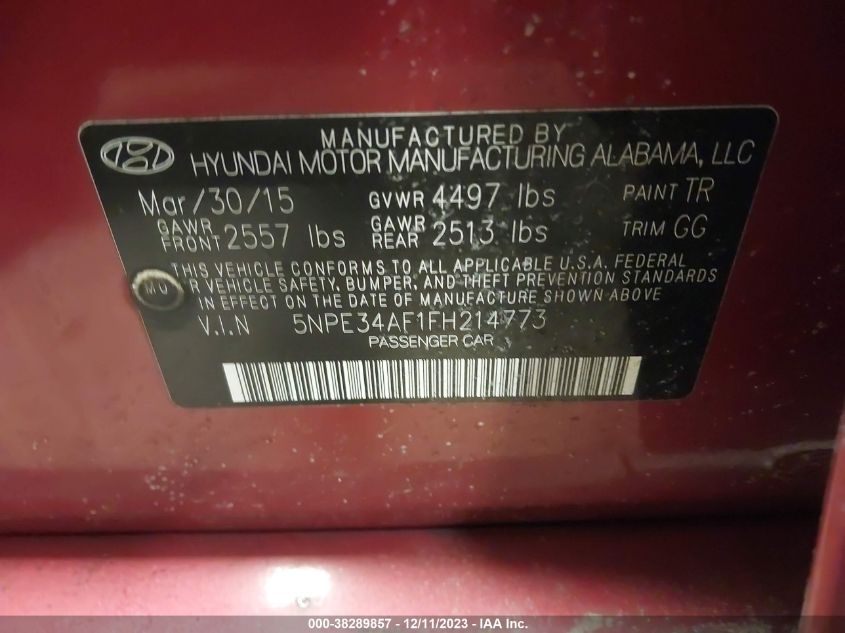 MANUFACTURED BY
HYUNDAI MOTOR MANUFACTURING ALABAMA, LLC
Mar/30/15 GVWR 4497 lbs PAINT TR
GAWR FRONT 2557 lbs GAWR REAR 2513 lbs TRIM GG
THIS VEHICLE CONFORMS TO ALL APPLICABLE U.S.A. FEDERAL
R VEHICLE SAFETY, BUMPER, AND THEFT PREVENTION STANDARDS
IN EFFECT ON THE DATE OF MANUFACTURE SHOWN ABOVE
V.I.N 5NPE34AF1FH214773
PASSENGER CAR
000-38289857 - 12/11/2023 - IAA Inc.